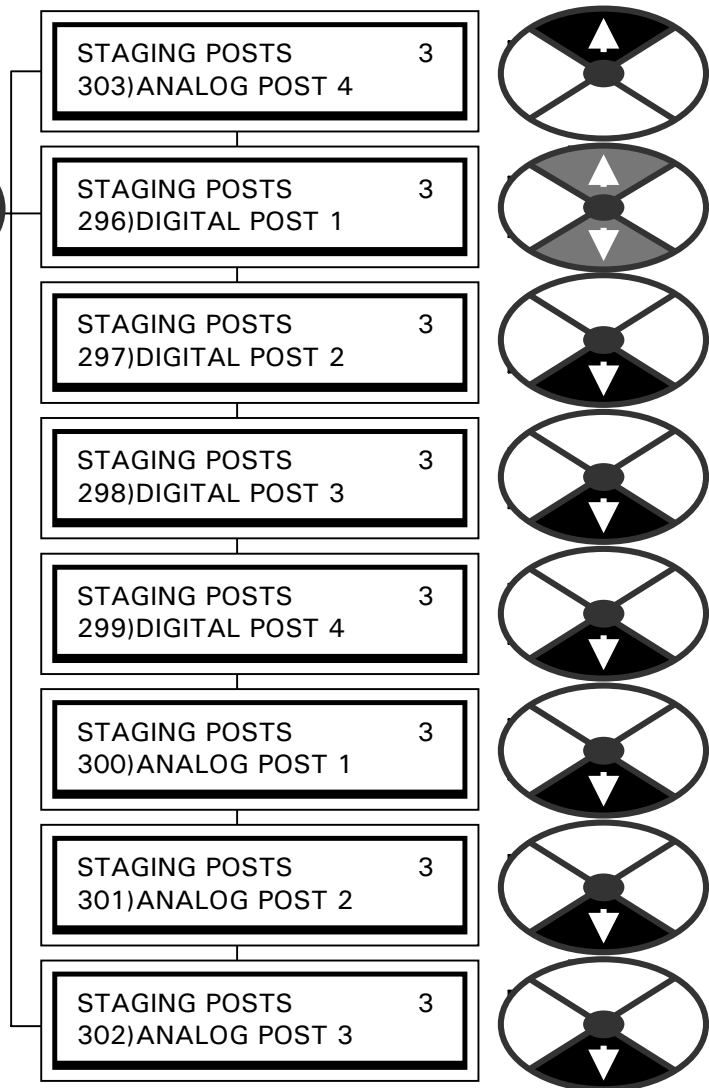 STAGING POSTS 3
303)ANALOG POST 4
STAGING POSTS 3
296)DIGITAL POST 1
STAGING POSTS 3
297)DIGITAL POST 2
STAGING POSTS 3
298)DIGITAL POST 3
STAGING POSTS 3
299)DIGITAL POST 4
STAGING POSTS 3
300)ANALOG POST 1
STAGING POSTS 3
301)ANALOG POST 2
STAGING POSTS 3
302)ANALOG POST 3